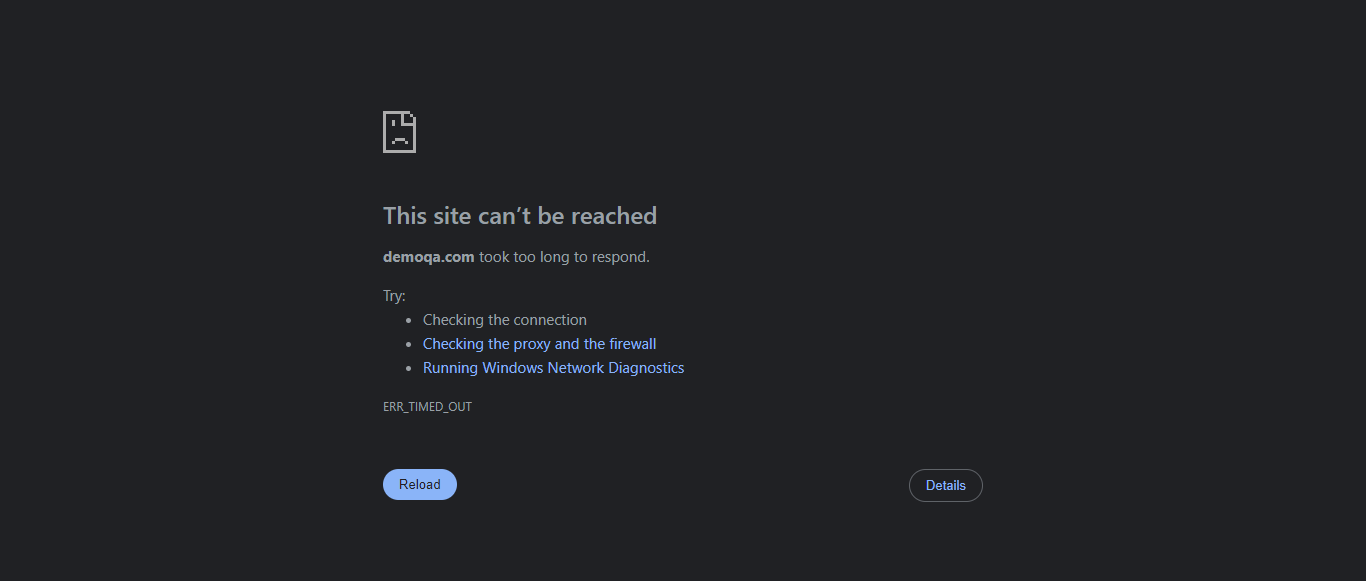 This site can’t be reached
demoqa.com took too long to respond.
Try:
Checking the connection
Checking the proxy and the firewall
Running Windows Network Diagnostics
ERR_TIMED_OUT
Reload
Details